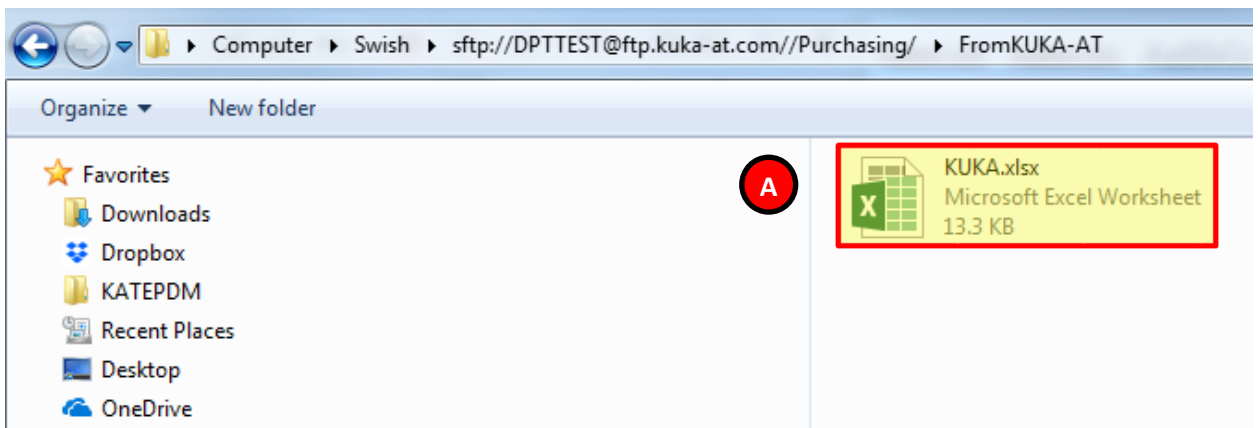 Computer Swish sftp://DPTTEST@ftp.kuka-at.com//Purchasing/ FromKUKA-AT
Organize New folder
Favorites
Downloads
Dropbox
KATEPDM
Recent Places
Desktop
OneDrive
A
KUKA.xlsx
Microsoft Excel Worksheet
13.3 KB